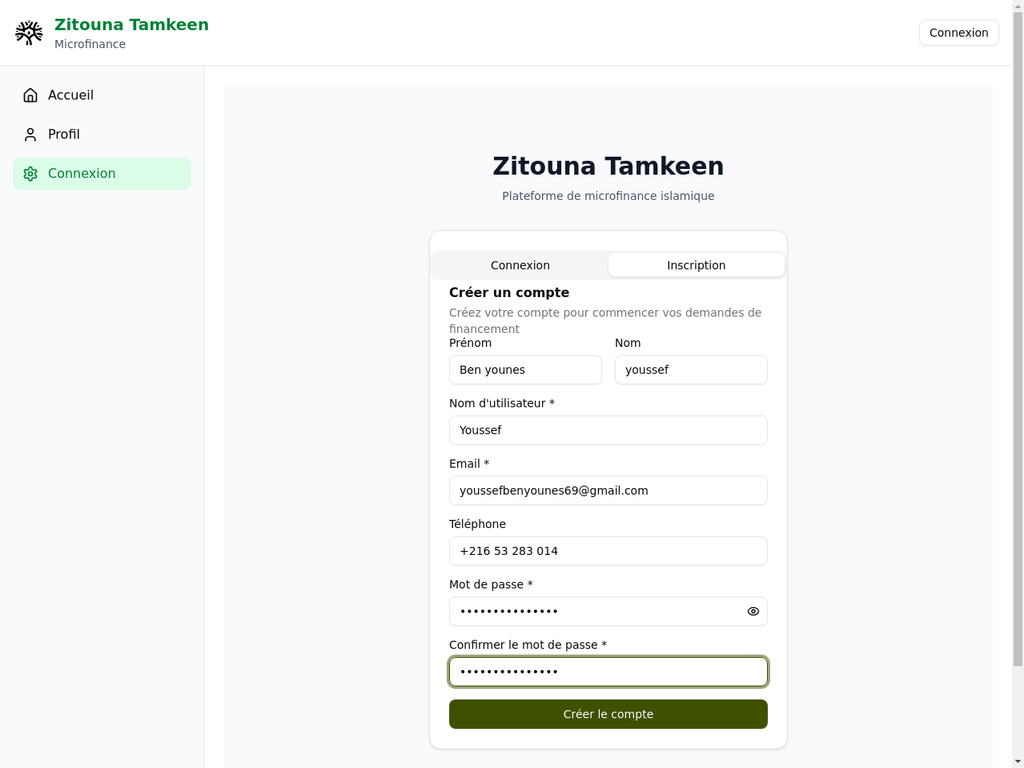 Zitouna Tamkeen
Microfinance
Connexion
Accueil
Profil
Connexion
Zitouna Tamkeen
Plateforme de microfinance islamique
Connexion
Inscription
Créer un compte
Créez votre compte pour commencer vos demandes de
financement
Prénom
Nom
Ben younes
youssef
Nom d'utilisateur *
Youssef
Email *
youssefbenyounes69@gmail.com
Téléphone
+216 53 283 014
Mot de passe *
•••••••••••••••
Confirmer le mot de passe *
•••••••••••••••
Créer le compte